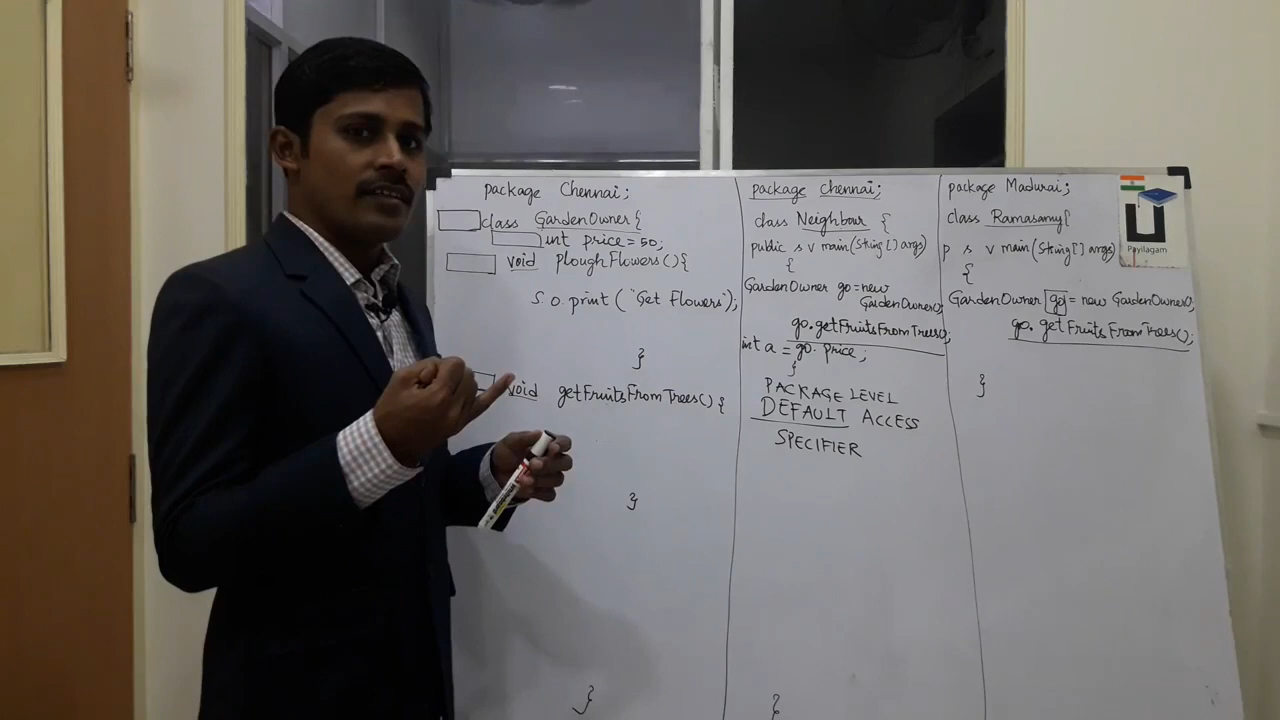 package Chennai;
class GardenOwner{
int price = 50;
void ploughFlowers(){
S.O.print ("Get Flowers");
}
void getFruitsFromTrees(){
}
}
package chennai;
class Neighbour {
public s v main(String[] args)
{
GardenOwner go=new
GardenOwner();
go.getFruitsFromTrees();
int a = go.price;
}
PACKAGE LEVEL
DEFAULT ACCESS
SPECIFIER
}
package Madurai;
class Ramasamy{
p s v main(String[] args)
{
GardenOwner go = new GardenOwner();
go.getFruitsFromTrees();
}
Payilagam